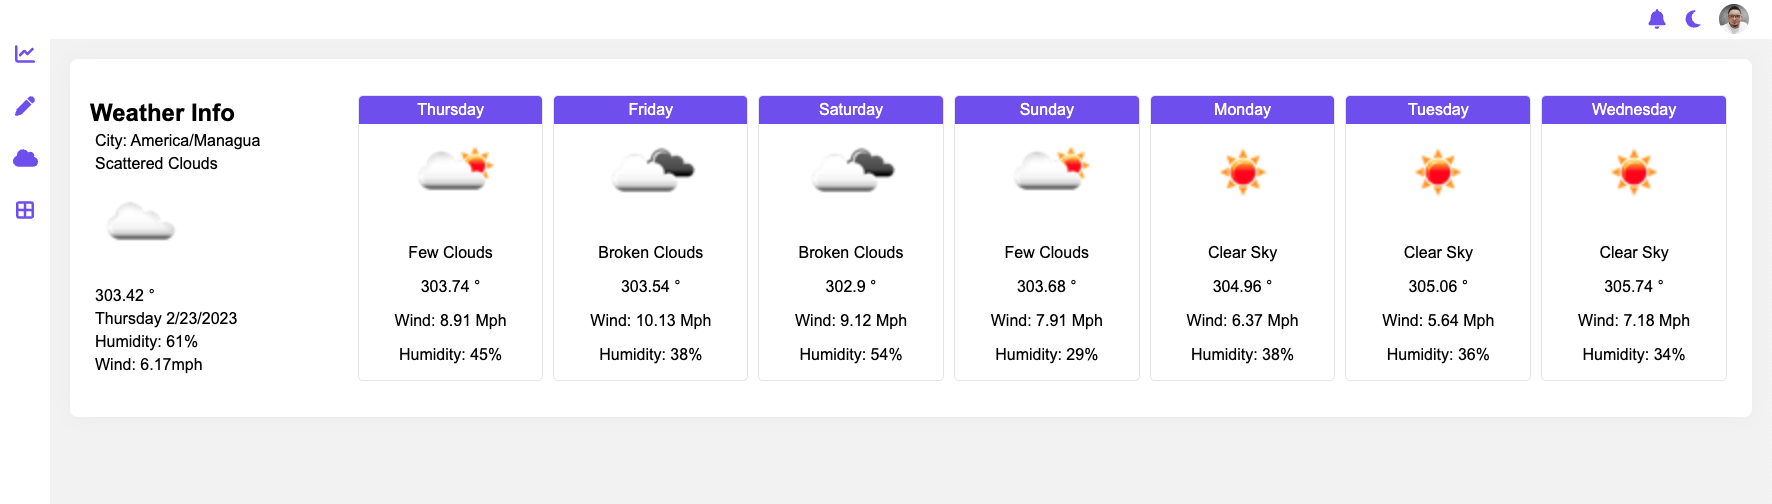 Weather Info
City: America/Managua
Scattered Clouds
303.42 °
Thursday 2/23/2023
Humidity: 61%
Wind: 6.17mph
Thursday
Few Clouds
303.74 °
Wind: 8.91 Mph
Humidity: 45%
Friday
Broken Clouds
303.54 °
Wind: 10.13 Mph
Humidity: 38%
Saturday
Broken Clouds
302.9 °
Wind: 9.12 Mph
Humidity: 54%
Sunday
Few Clouds
303.68 °
Wind: 7.91 Mph
Humidity: 29%
Monday
Clear Sky
304.96 °
Wind: 6.37 Mph
Humidity: 38%
Tuesday
Clear Sky
305.06 °
Wind: 5.64 Mph
Humidity: 36%
Wednesday
Clear Sky
305.74 °
Wind: 7.18 Mph
Humidity: 34%